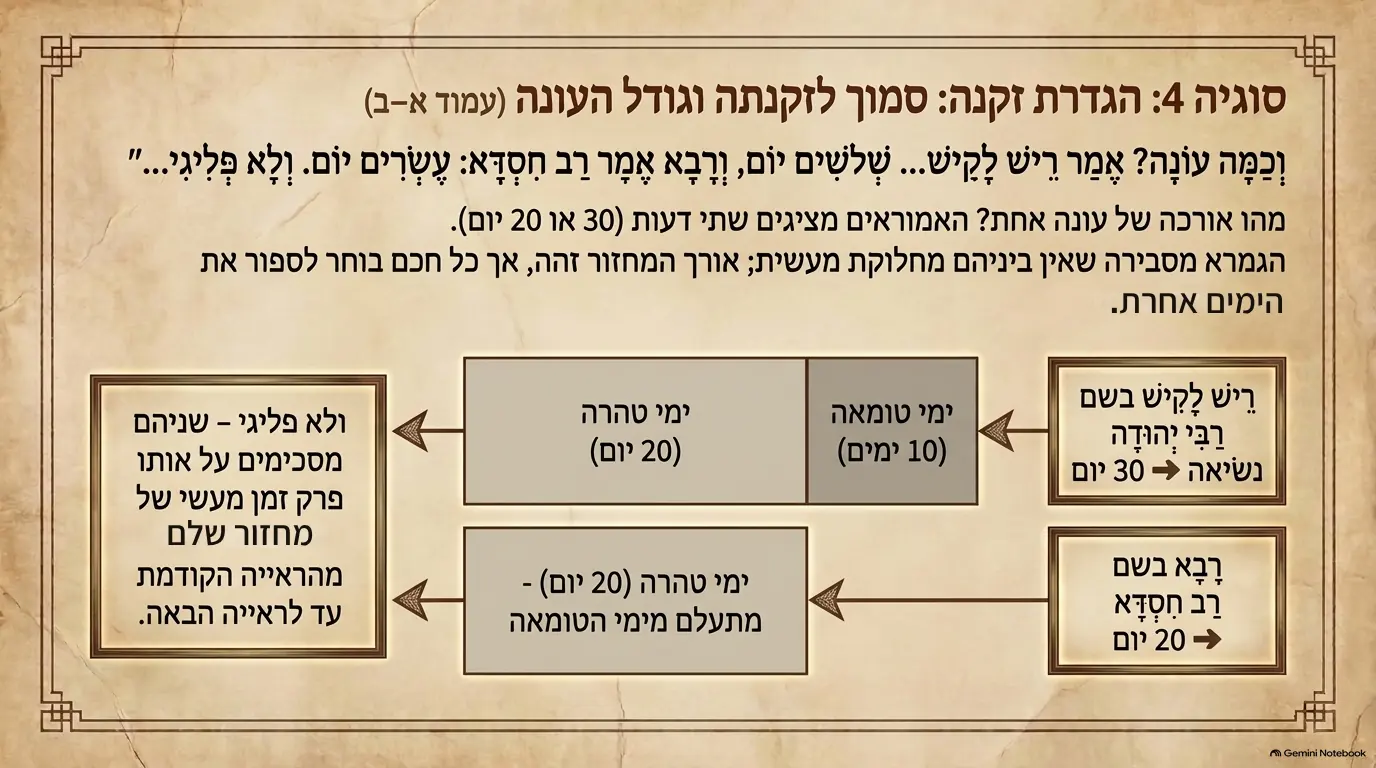 סוגיה 4: הגדרת זקנה: סמוך לזקנתה וגודל העונה (עמוד א–ב)
וְכַמָּה עוֹנָה? אֲמַר רֵישׁ לָקִישׁ... שְׁלֹשִׁים יוֹם, וְרָבָא אֲמָר רַב חִסְדָּא: עֶשְׂרִים יוֹם. וְלָא פְּלִיגִי..."
מהו אורכה של עונה אחת? האמוראים מציגים שתי דעות (30 או 20 יום).
הגמרא מסבירה שאין ביניהם מחלוקת מעשית; אורך המחזור זהה, אך כל חכם בוחר לספור את
הימים אחרת.
רֵישׁ לָקִישׁ בשם
רַבִּי יְהוּדָה
נשׂיאה ➜ 30 יום
ימי טומאה
(10 ימים)
ימי טהרה
(20 יום)
רָבָא בשם
רַב חִסְדָּא
➜ 20 יום
ימי טהרה (20 יום) -
מתעלם מימי הטומאה
ולא פליגי – שניהם
מסכימים על אותו
פרק זמן מעשי של
מחזור שלם
מהראייה הקודמת
עד לראייה הבאה.
Gemini Notebook